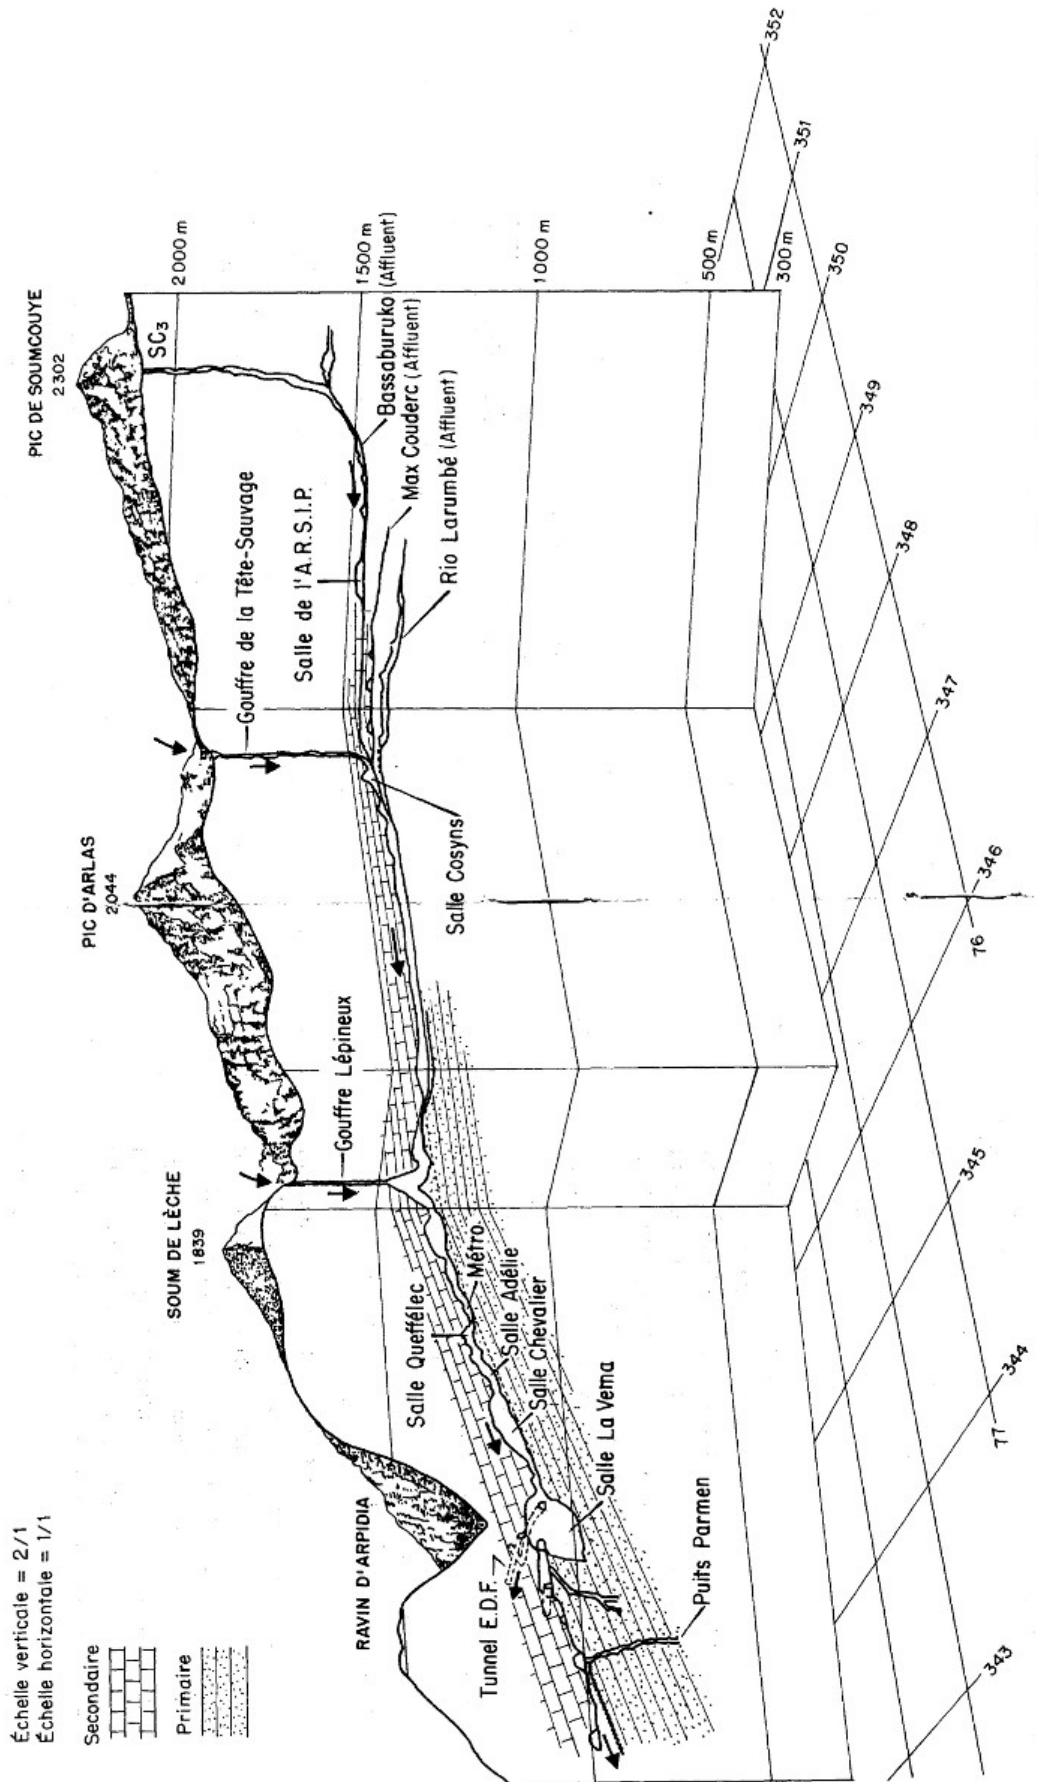 Échelle verticale = 2/1
Échelle horizontale = 1/1
Secondaire
Primaire
PIC DE SOUMCOUYE
2302
PIC D'ARLAS
2044
SOUM DE LÈCHE
1839
RAVIN D'ARPIDIA
SC3
2000 m
1500 m
1000 m
500 m
300 m
Gouffre de la Tête-Sauvage
Salle de l'A.R.S.I.P.
Bassaburuko (Affluent)
Max Couderc (Affluent)
Rio Larumbé (Affluent)
Salle Cosyns
Gouffre Lépineux
Salle Queffélec
Métro
Salle Adélie
Salle Chevalier
Salle La Verna
Tunnel E.D.F.
Puits Parmen
343
344
345
346
347
348
349
350
351
352
77
76